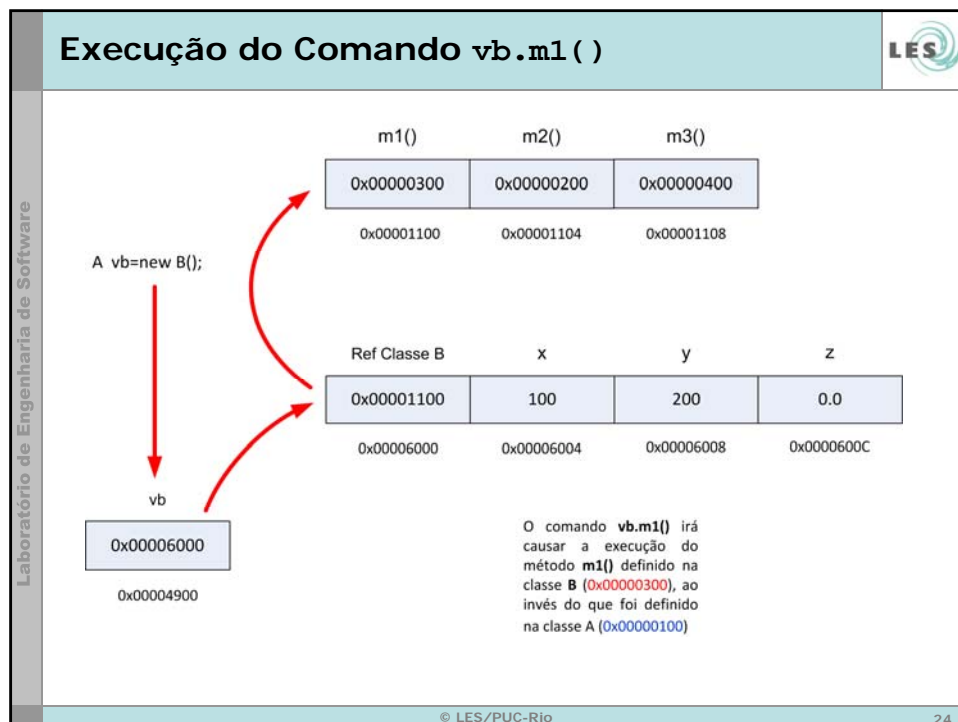 Execução do Comando vb.m1()
LES
Laboratório de Engenharia de Software
m1() m2() m3()
0x00000300 0x00000200 0x00000400
0x00001100 0x00001104 0x00001108
A vb=new B();
Ref Classe B x y z
0x00001100 100 200 0.0
0x00006000 0x00006004 0x00006008 0x0000600C
vb
0x00006000
0x00004900
O comando vb.m1() irá
causar a execução do
método m1() definido na
classe B (0x00000300), ao
invés do que foi definido
na classe A (0x00000100)
© LES/PUC-Rio
24